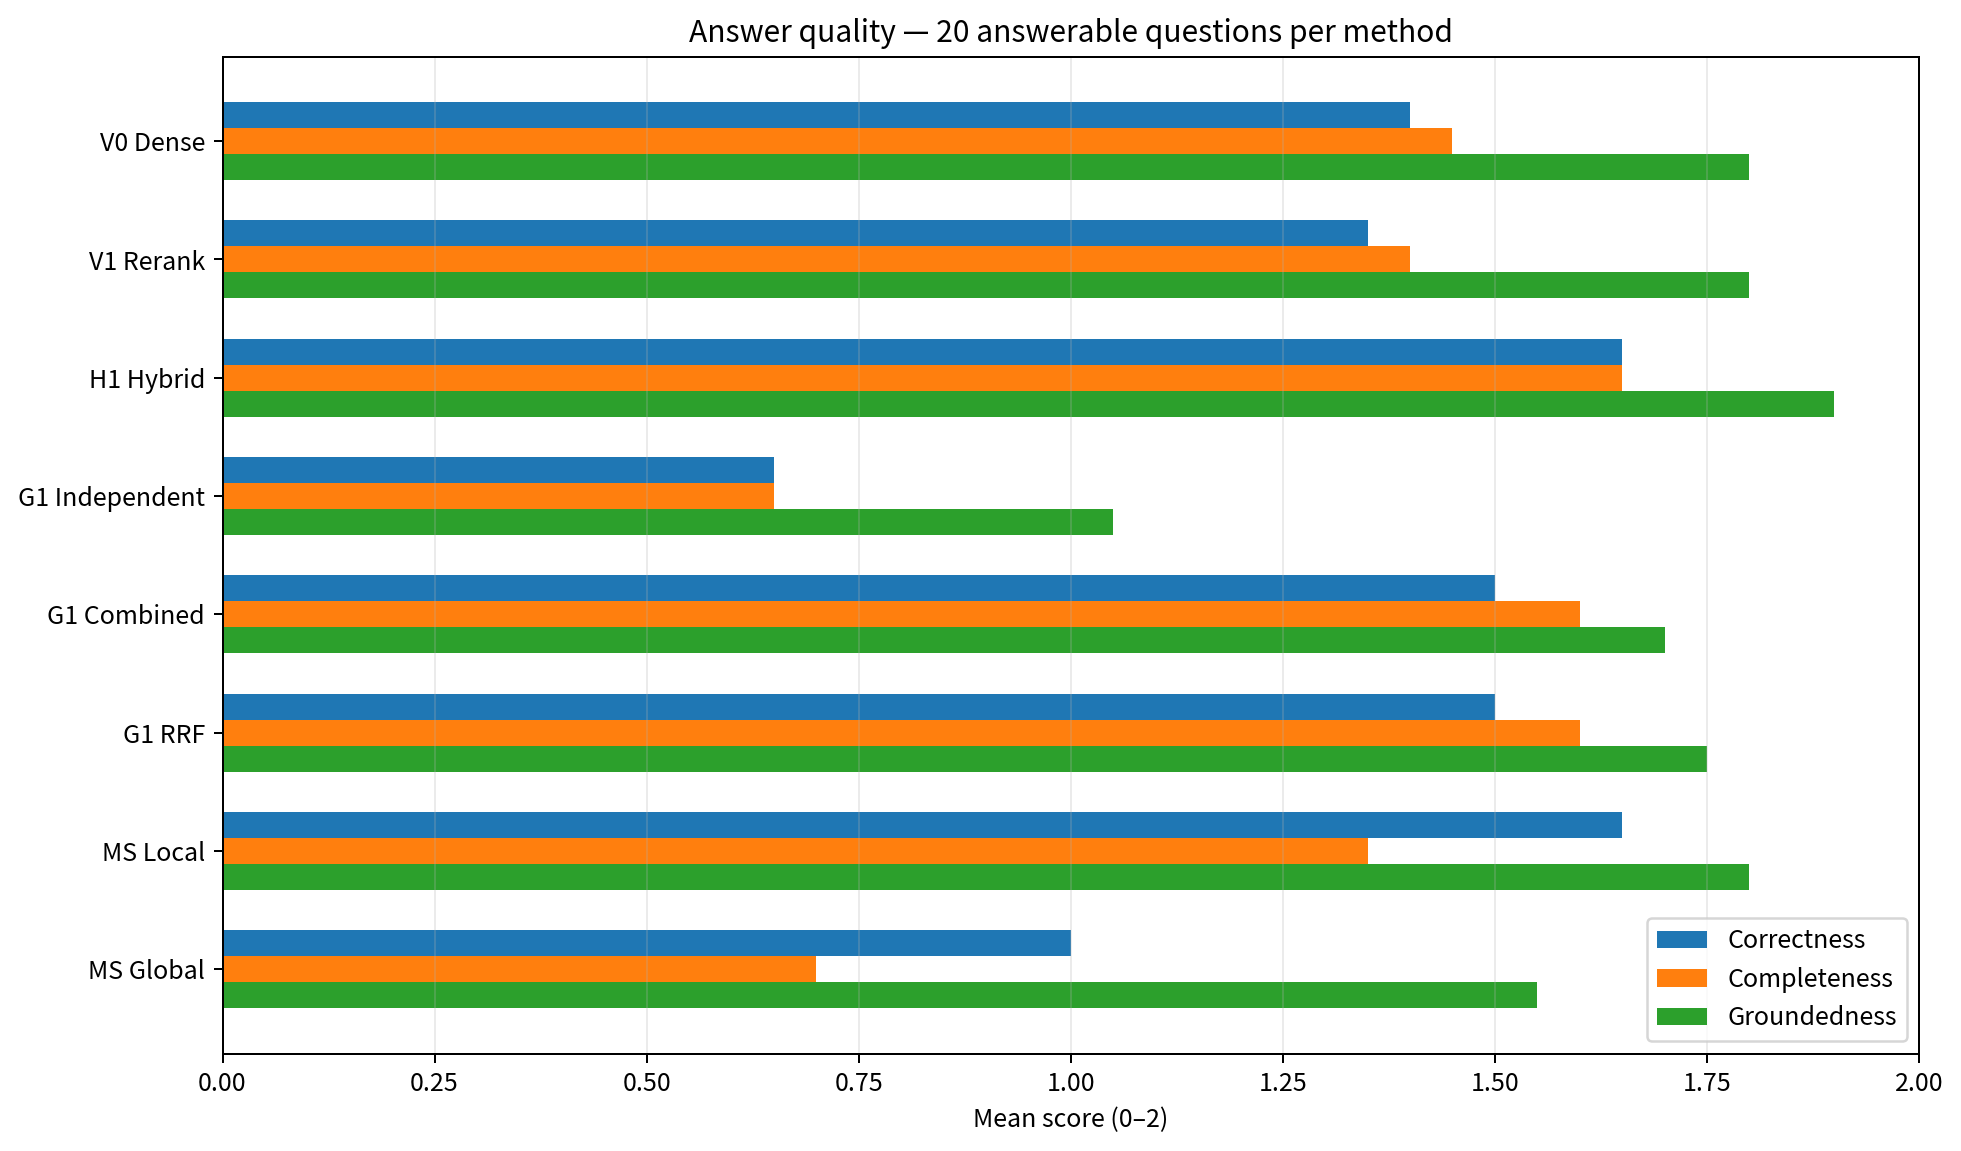 Answer quality — 20 answerable questions per method
V0 Dense
V1 Rerank
H1 Hybrid
G1 Independent
G1 Combined
G1 RRF
MS Local
MS Global
Correctness
Completeness
Groundedness
0.00 0.25 0.50 0.75 1.00 1.25 1.50 1.75 2.00
Mean score (0–2)